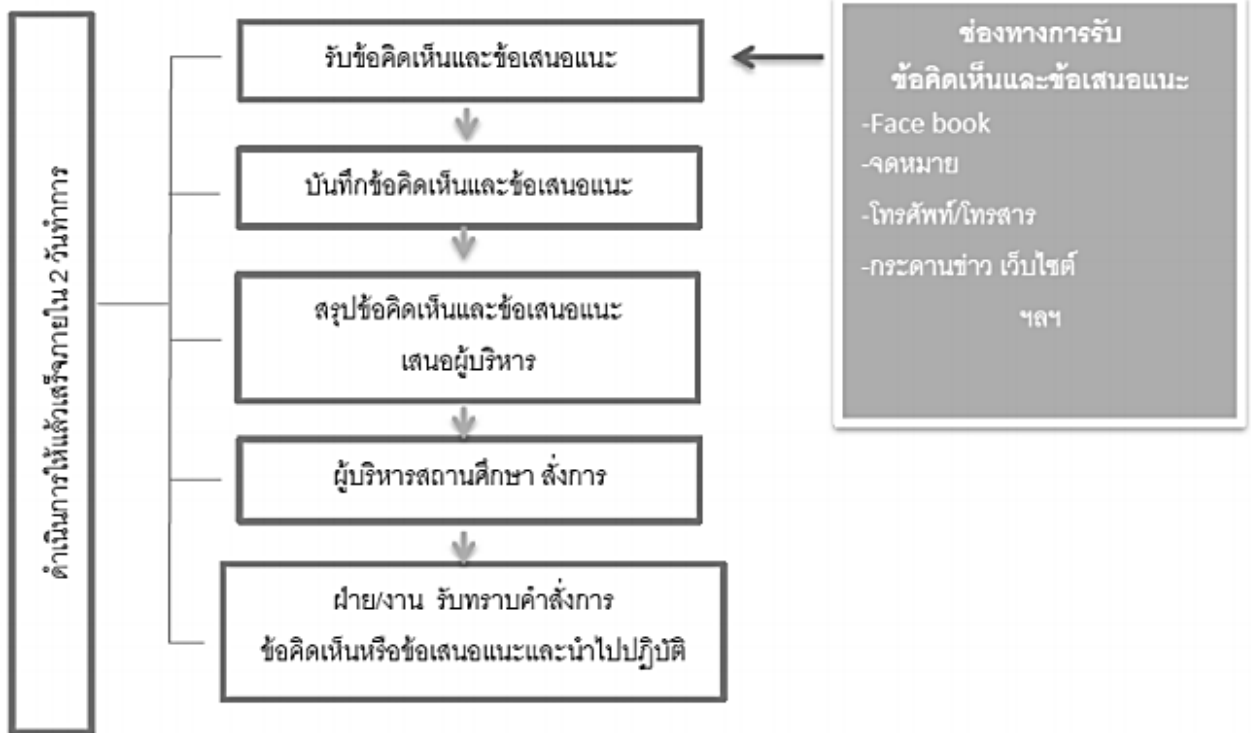 ดำเนินการให้แล้วเสร็จภายใน 2 วันทำการ
รับข้อคิดเห็นและข้อเสนอแนะ
บันทึกข้อคิดเห็นและข้อเสนอแนะ
สรุปข้อคิดเห็นและข้อเสนอแนะ
เสนอผู้บริหาร
ผู้บริหารสถานศึกษา สั่งการ
ฝ่าย/งาน รับทราบคำสั่งการ
ข้อคิดเห็นหรือข้อเสนอแนะและนำไปปฏิบัติ
ช่องทางการรับ
ข้อคิดเห็นและข้อเสนอแนะ
-Face book
-จดหมาย
-โทรศัพท์/โทรสาร
-กระดานข่าว เว็บไซต์
ฯลฯ